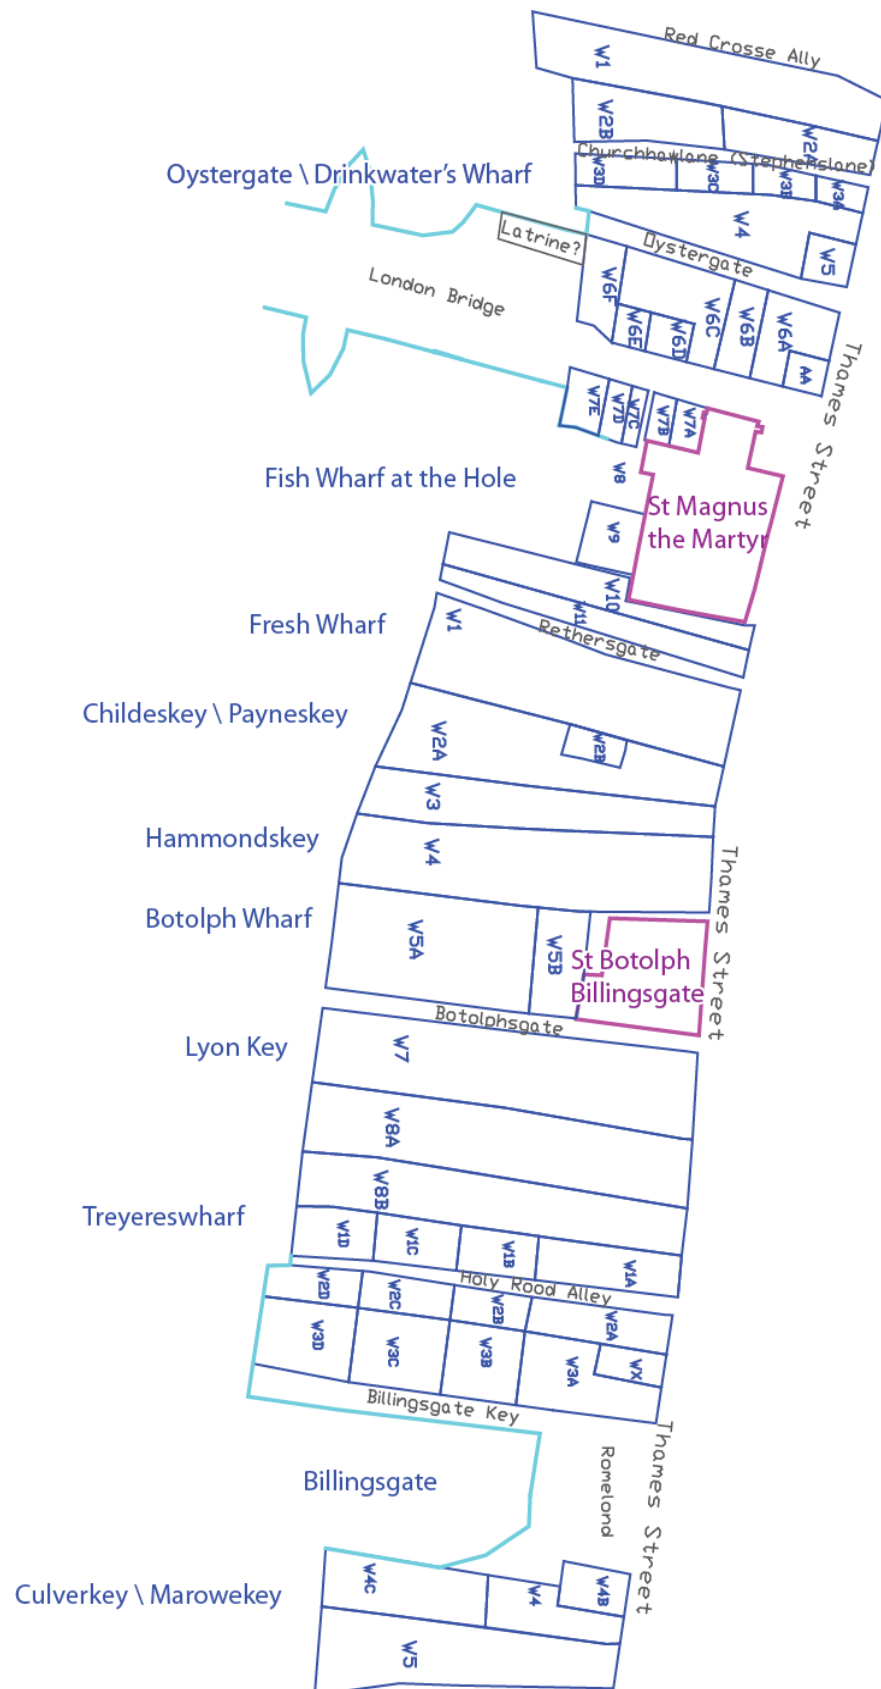 Red Crosse Ally
W1
W2B
W2A
Churchhawlane (Stephenslane)
Oystergate \ Drinkwater's Wharf
W3D
W3C
W3B
W3A
W4
Latrine?
Oystergate
W5
London Bridge
W6F
W6E
W6D
W6C
W6B
W6A
AA
Thames Street
W7E
W7D
W7C
W7B
W7A
Fish Wharf at the Hole
W8
St Magnus
the Martyr
W9
W10
W11
Fresh Wharf
W1
Rethersgate
Childeskey \ Payneskey
W2A
W2B
W3
Hammondskey
W4
Thames Street
Botolph Wharf
W5A
W5B
St Botolph
Billingsgate
Botolphsgate
Lyon Key
W7
W8A
W8B
Treyereswharf
W1D
W1C
W1B
W1A
Holy Rood Alley
W2D
W2C
W2B
W2A
W3D
W3C
W3B
W3A
WX
Billingsgate Key
Thames Street
Romelond
Billingsgate
Culverkey \ Marowekey
W4C
W4
W4B
W5